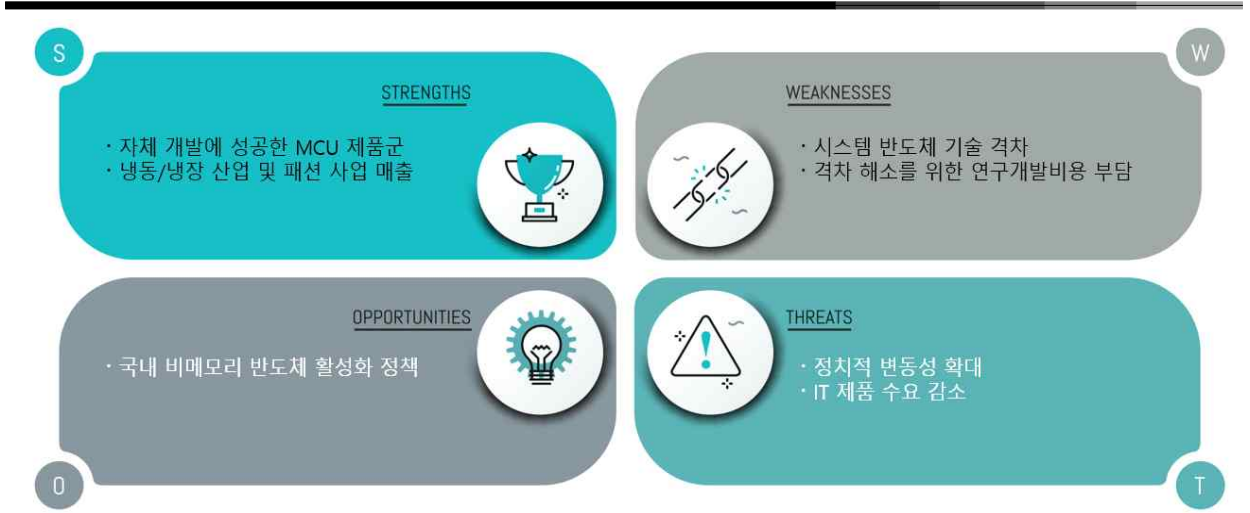 S
STRENGTHS
· 자체 개발에 성공한 MCU 제품군
· 냉동/냉장 산업 및 패션 사업 매출
W
WEAKNESSES
· 시스템 반도체 기술 격차
· 격차 해소를 위한 연구개발비용 부담
OPPORTUNITIES
· 국내 비메모리 반도체 활성화 정책
O
THREATS
· 정치적 변동성 확대
· IT 제품 수요 감소
T